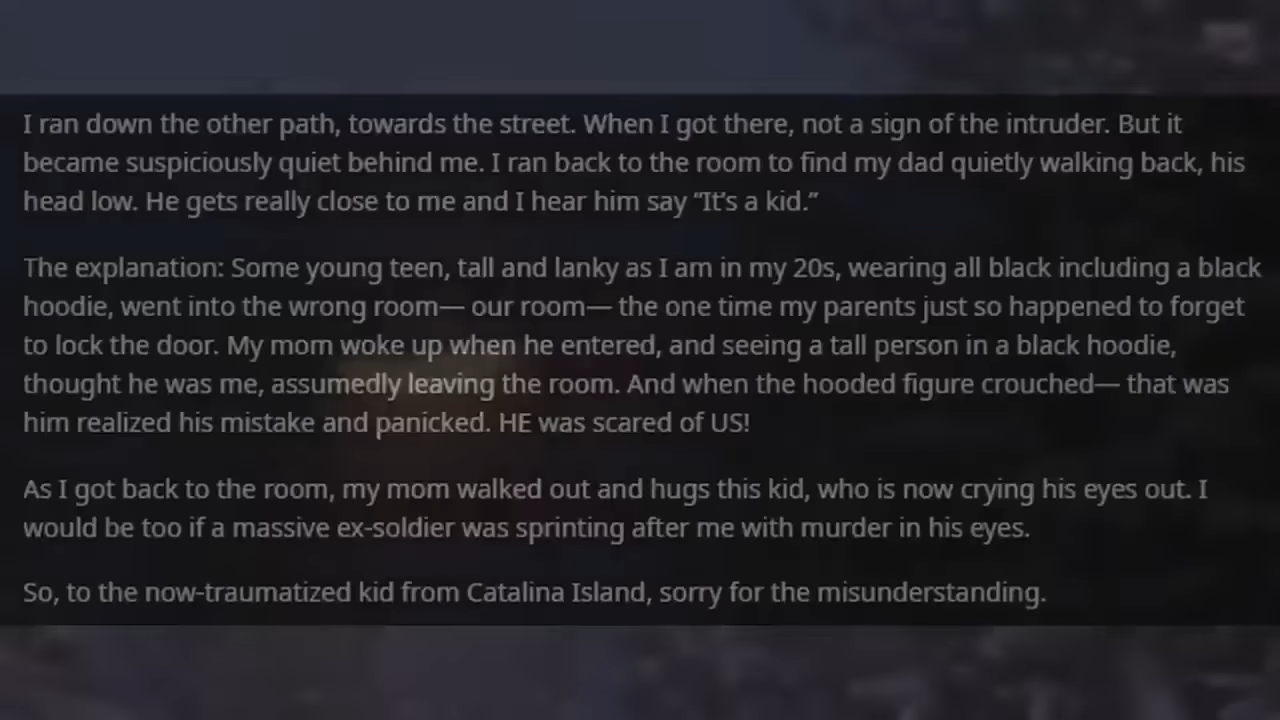 I ran down the other path, towards the street. When I got there, not a sign of the intruder. But it
became suspiciously quiet behind me. I ran back to the room to find my dad quietly walking back, his
head low. He gets really close to me and I hear him say “It’s a kid.”
The explanation: Some young teen, tall and lanky as I am in my 20s, wearing all black including a black
hoodie, went into the wrong room— our room— the one time my parents just so happened to forget
to lock the door. My mom woke up when he entered, and seeing a tall person in a black hoodie,
thought he was me, assumedly leaving the room. And when the hooded figure crouched— that was
him realized his mistake and panicked. HE was scared of US!
As I got back to the room, my mom walked out and hugs this kid, who is now crying his eyes out. I
would be too if a massive ex-soldier was sprinting after me with murder in his eyes.
So, to the now-traumatized kid from Catalina Island, sorry for the misunderstanding.